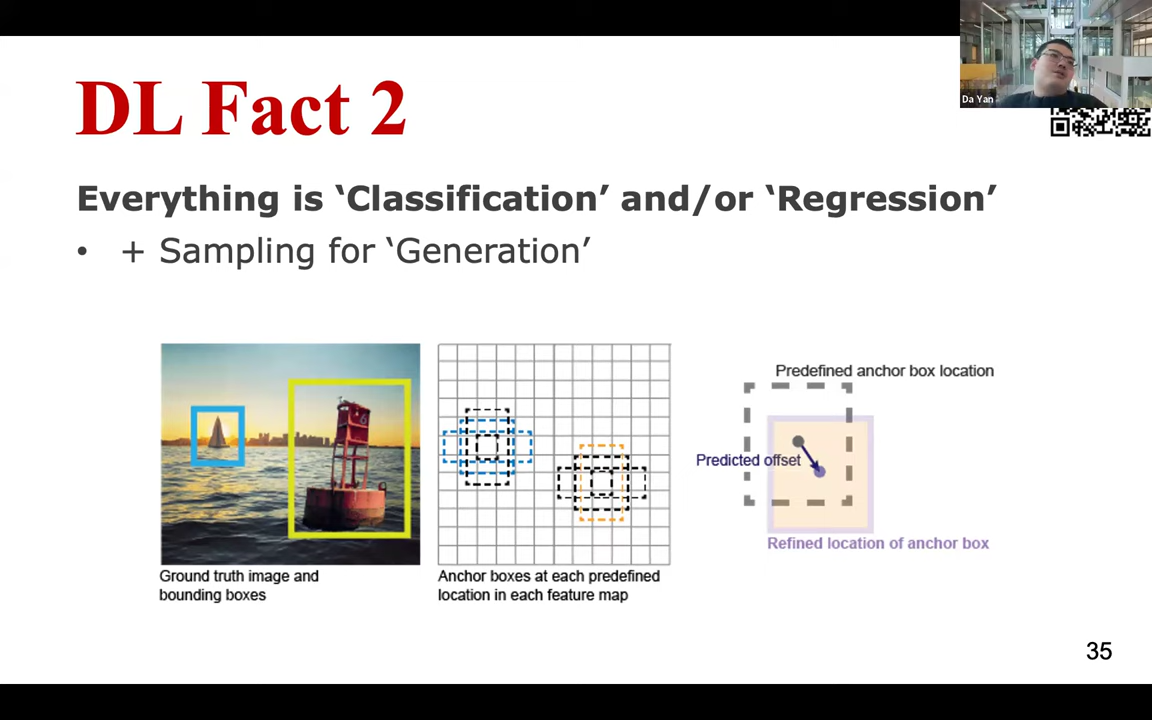 DL Fact 2
Da Yan
Everything is ‘Classification’ and/or ‘Regression’
• + Sampling for ‘Generation’
Predefined anchor box location
Predicted offset
Refined location of anchor box
Ground truth image and
bounding boxes
Anchor boxes at each predefined
location in each feature map
35